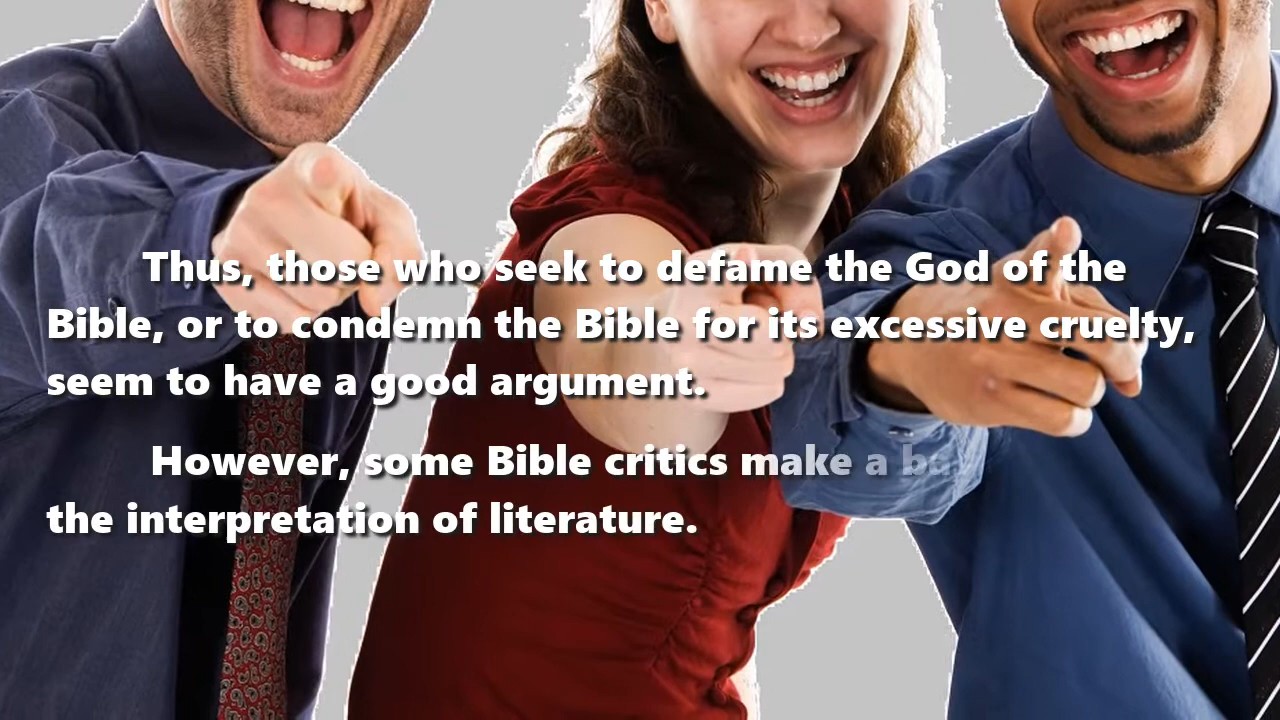 Thus, those who seek to defame the God of the
Bible, or to condemn the Bible for its excessive cruelty,
seem to have a good argument.
However, some Bible critics make a
the interpretation of literature.